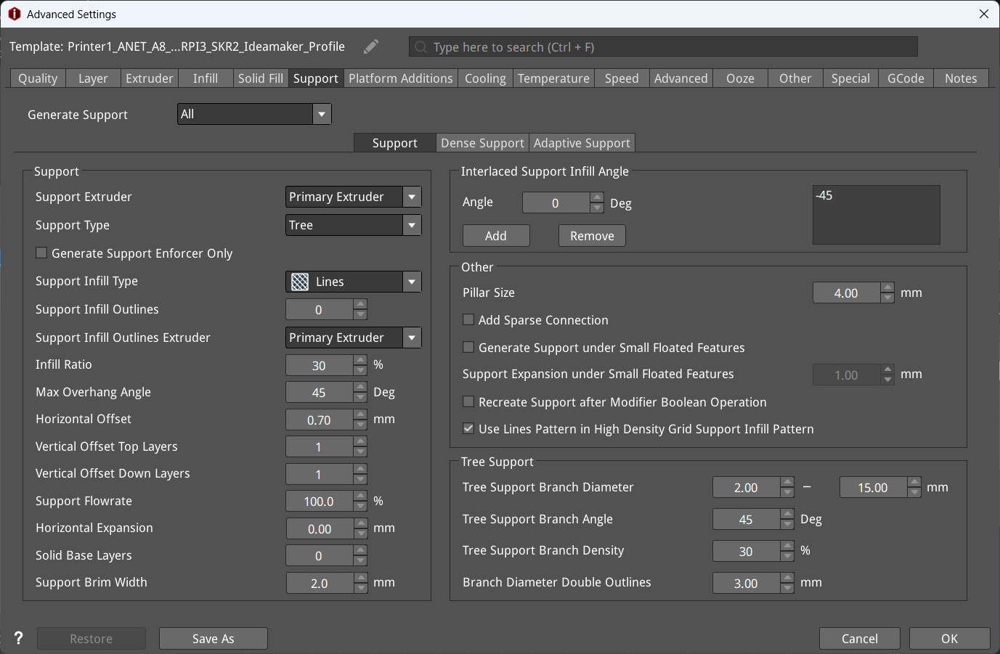 Advanced Settings
Template: Printer1_ANET_A8_...RPI3_SKR2_Ideamaker_Profile
Type here to search (Ctrl + F)
Quality Layer Extruder Infill Solid Fill Support Platform Additions Cooling Temperature Speed Advanced Ooze Other Special GCode Notes
Generate Support All
Support Dense Support Adaptive Support
Support
Support Extruder Primary Extruder
Support Type Tree
Generate Support Enforcer Only
Support Infill Type Lines
Support Infill Outlines 0
Support Infill Outlines Extruder Primary Extruder
Infill Ratio 30 %
Max Overhang Angle 45 Deg
Horizontal Offset 0.70 mm
Vertical Offset Top Layers 1
Vertical Offset Down Layers 1
Support Flowrate 100.0 %
Horizontal Expansion 0.00 mm
Solid Base Layers 0
Support Brim Width 2.0 mm
Interlaced Support Infill Angle
Angle 0 Deg
-45
Add Remove
Other
Pillar Size 4.00 mm
Add Sparse Connection
Generate Support under Small Floated Features
Support Expansion under Small Floated Features 1.00 mm
Recreate Support after Modifier Boolean Operation
Use Lines Pattern in High Density Grid Support Infill Pattern
Tree Support
Tree Support Branch Diameter 2.00 – 15.00 mm
Tree Support Branch Angle 45 Deg
Tree Support Branch Density 30 %
Branch Diameter Double Outlines 3.00 mm
? Restore Save As Cancel OK